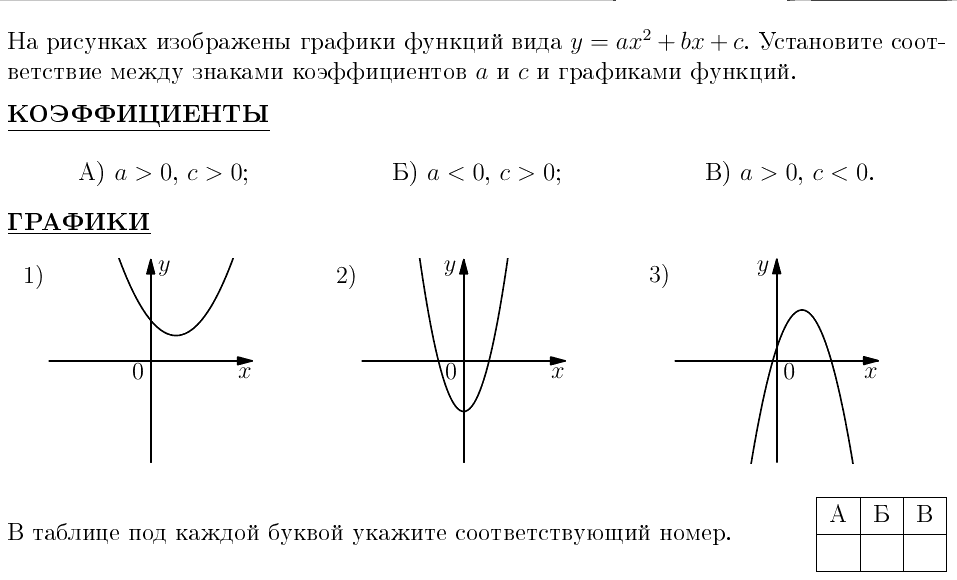 На рисунках изображены графики функций вида y = ax² + bx + c. Установите соот-
ветствие между знаками коэффициентов a и c и графиками функций.
КОЭФФИЦИЕНТЫ
А) a > 0, c > 0; Б) a < 0, c > 0; В) a > 0, c < 0.
ГРАФИКИ
1) y 0 x
2) y 0 x
3) y 0 x
В таблице под каждой буквой укажите соответствующий номер.
А Б В